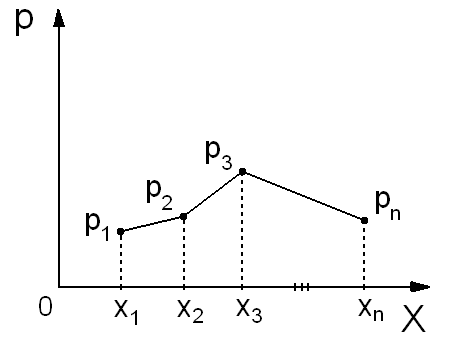 p
p₃
p₂
pₙ
p₁
0
x₁
x₂
x₃
xₙ
X